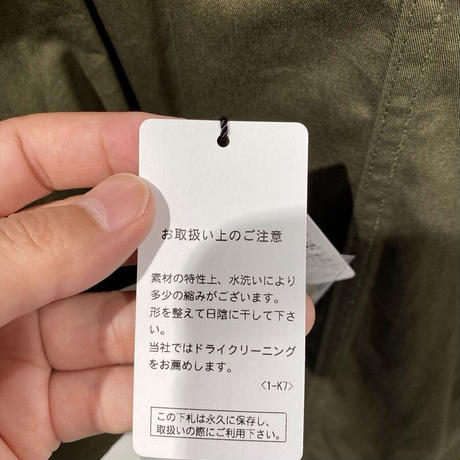 お取扱い上のご注意
素材の特性上、水洗いにより
多少の縮みがございます。
形を整えて日陰に干して下さ
い。
当社ではドライクリーニング
をお薦めします。
<1-K7>
この下札は永久に保存し、
取扱いの際にご利用下さい。